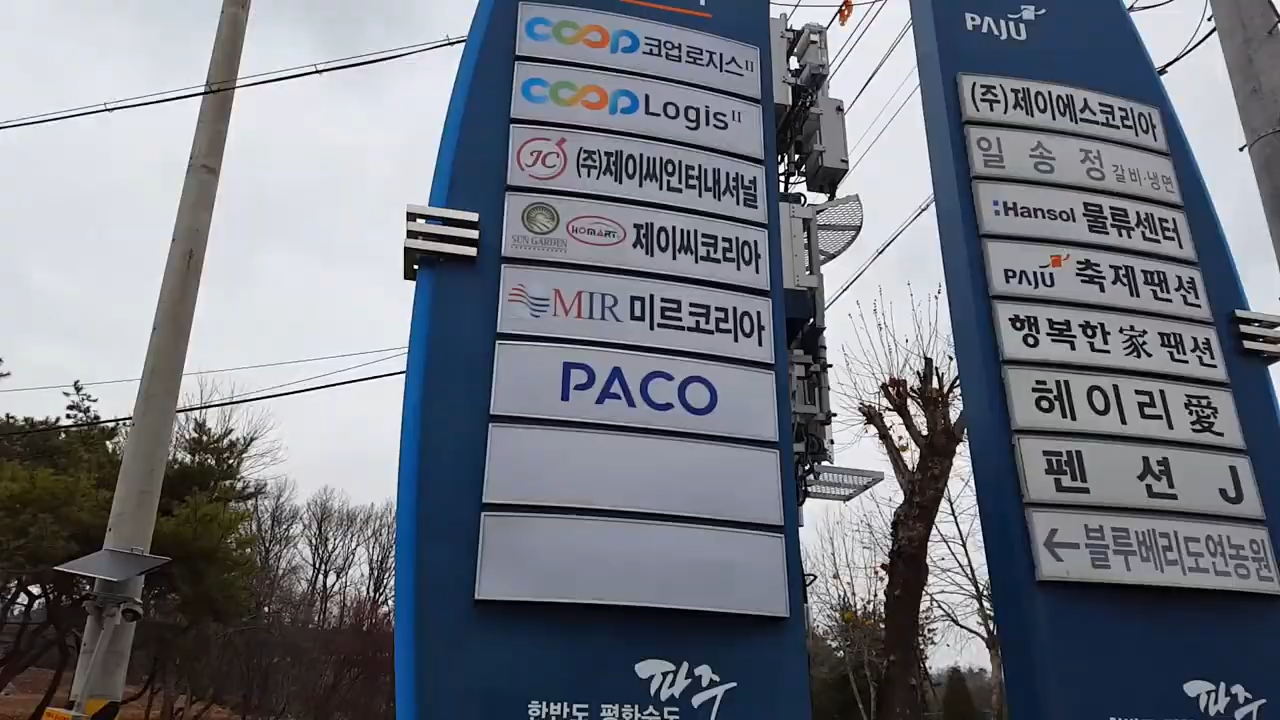 COOP 코업로지스II
COOP LogisII
JC (주)제이씨인터내셔널
SUN GARDEN HOMART 제이씨코리아
MIR 미르코리아
PACO
파주
한반도 평화수도
PAJU
(주)제이에스코리아
일송정 갈비·냉면
Hansol 물류센터
PAJU 축제팬션
행복한 家 팬션
헤이리 愛
펜션 J
←블루베리도연농원
파주